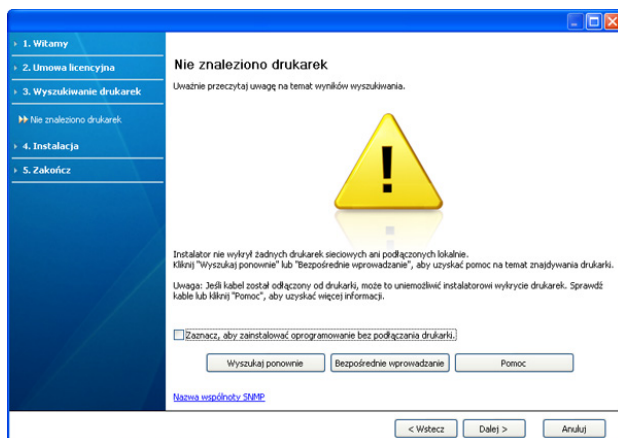 1. Witamy
2. Umowa licencyjna
3. Wyszukiwanie drukarek
Nie znaleziono drukarek
4. Instalacja
5. Zakończ
Nie znaleziono drukarek
Uważnie przeczytaj uwagę na temat wyników wyszukiwania.
Instalator nie wykrył żadnych drukarek sieciowych ani podłączonych lokalnie.
Kliknij "Wyszukaj ponownie" lub "Bezpośrednie wprowadzanie", aby uzyskać pomoc na temat znajdywania drukarki.
Uwaga: Jeśli kabel został odłączony od drukarki, może to uniemożliwić instalatorowi wykrycie drukarek. Sprawdź
kable lub kliknij "Pomoc", aby uzyskać więcej informacji.
Zaznacz, aby zainstalować oprogramowanie bez podłączania drukarki.
Wyszukaj ponownie
Bezpośrednie wprowadzanie
Pomoc
Nazwa wspólnoty SNMP
< Wstecz
Dalej >
Anuluj